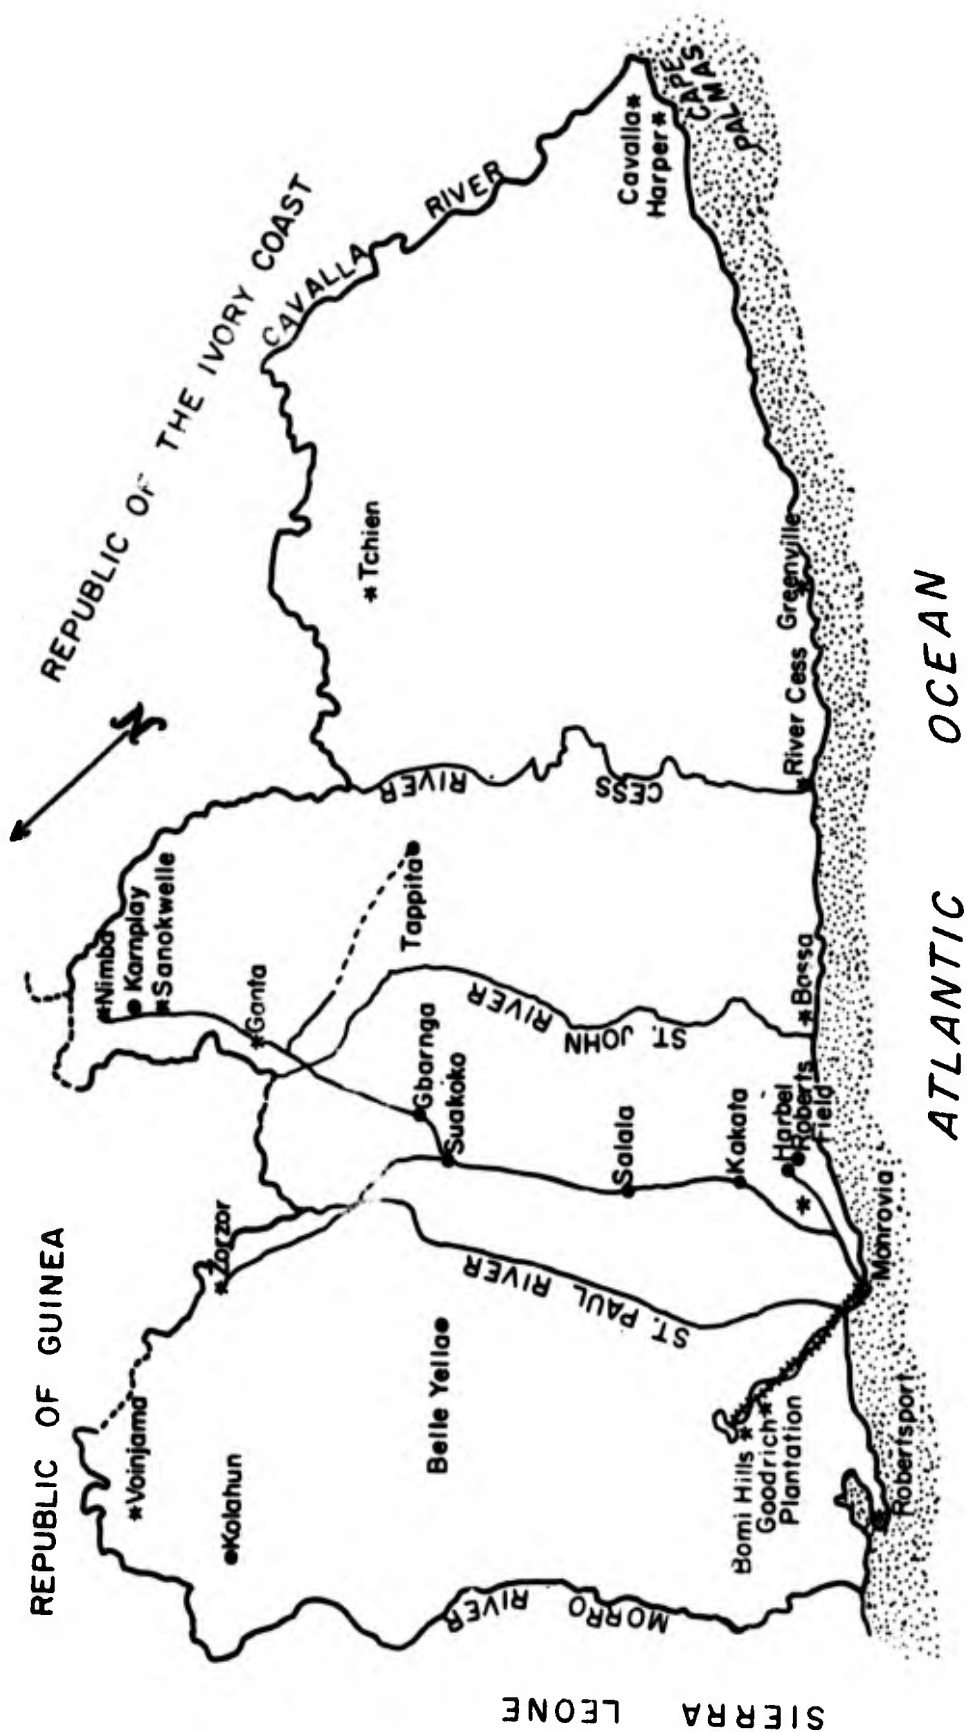 REPUBLIC OF GUINEA
REPUBLIC OF THE IVORY COAST
N
SIERRA LEONE
*Voinjama
Kolahun
*Zorzor
*Nimba
Karnplay
*Sanokwelle
*Ganta
Tappita
*Tchien
CAVALLA RIVER
Gbarnga
Suakoko
Belle Yella
MORRO RIVER
ST. PAUL RIVER
ST. JOHN RIVER
CESS RIVER
Salala
Kakata
Harbel
Roberts
Field
*
Bomi Hills*
Goodrich*
Plantation
Robertsport
Monrovia
*Bassa
River Cess
Greenville
*
Cavalla*
Harper*
CAPE
PALMAS
ATLANTIC OCEAN